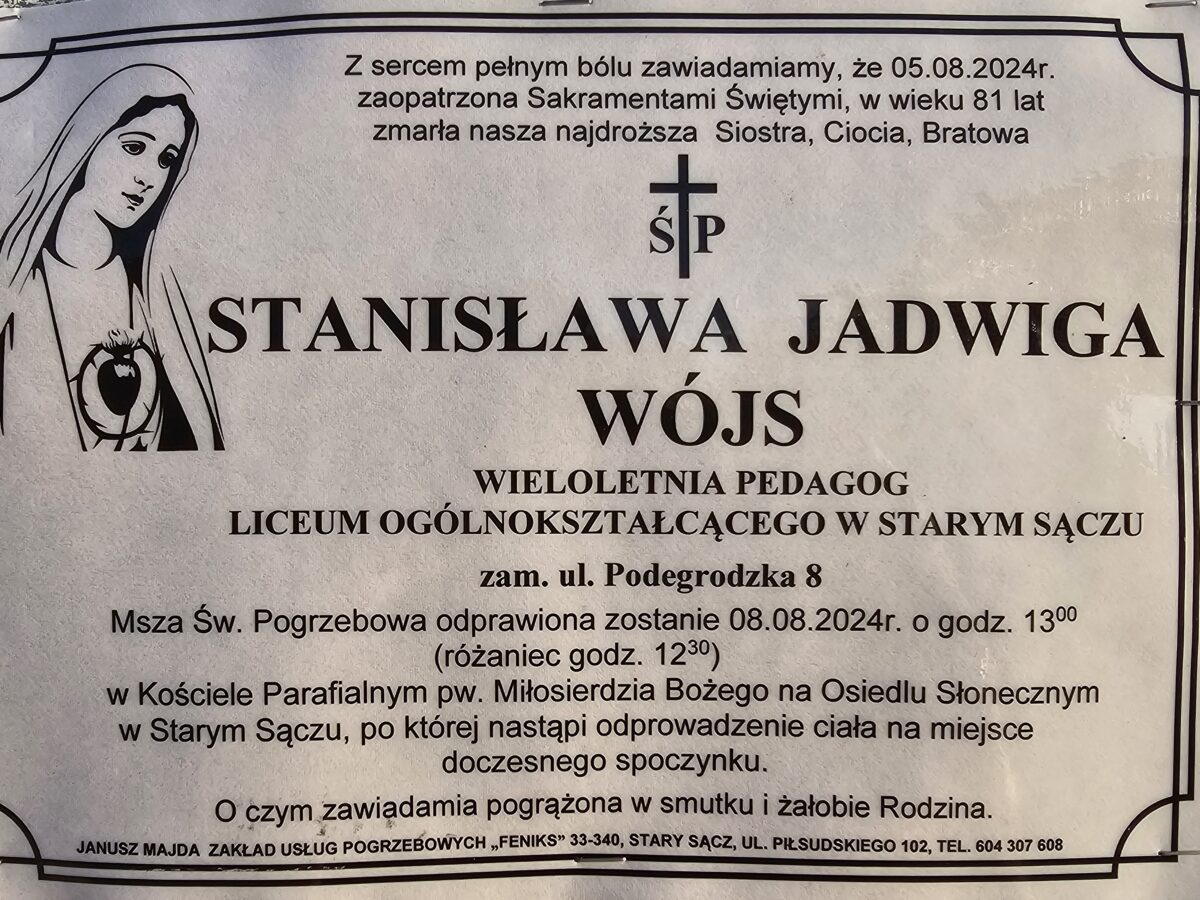 Z sercem pełnym bólu zawiadamiamy, że 05.08.2024r.
zaopatrzona Sakramentami Świętymi, w wieku 81 lat
zmarła nasza najdroższa Siostra, Ciocia, Bratowa
Ś P
STANISŁAWA JADWIGA
WÓJS
WIELOLETNIA PEDAGOG
LICEUM OGÓLNOKSZTAŁCĄCEGO W STARYM SĄCZU
zam. ul. Podegrodzka 8
Msza Św. Pogrzebowa odprawiona zostanie 08.08.2024r. o godz. 13⁰⁰
(różaniec godz. 12³⁰)
w Kościele Parafialnym pw. Miłosierdzia Bożego na Osiedlu Słonecznym
w Starym Sączu, po której nastąpi odprowadzenie ciała na miejsce
doczesnego spoczynku.
O czym zawiadamia pogrążona w smutku i żałobie Rodzina.
JANUSZ MAJDA ZAKŁAD USŁUG POGRZEBOWYCH „FENIKS” 33-340, STARY SĄCZ, UL. PIŁSUDSKIEGO 102, TEL. 604 307 608